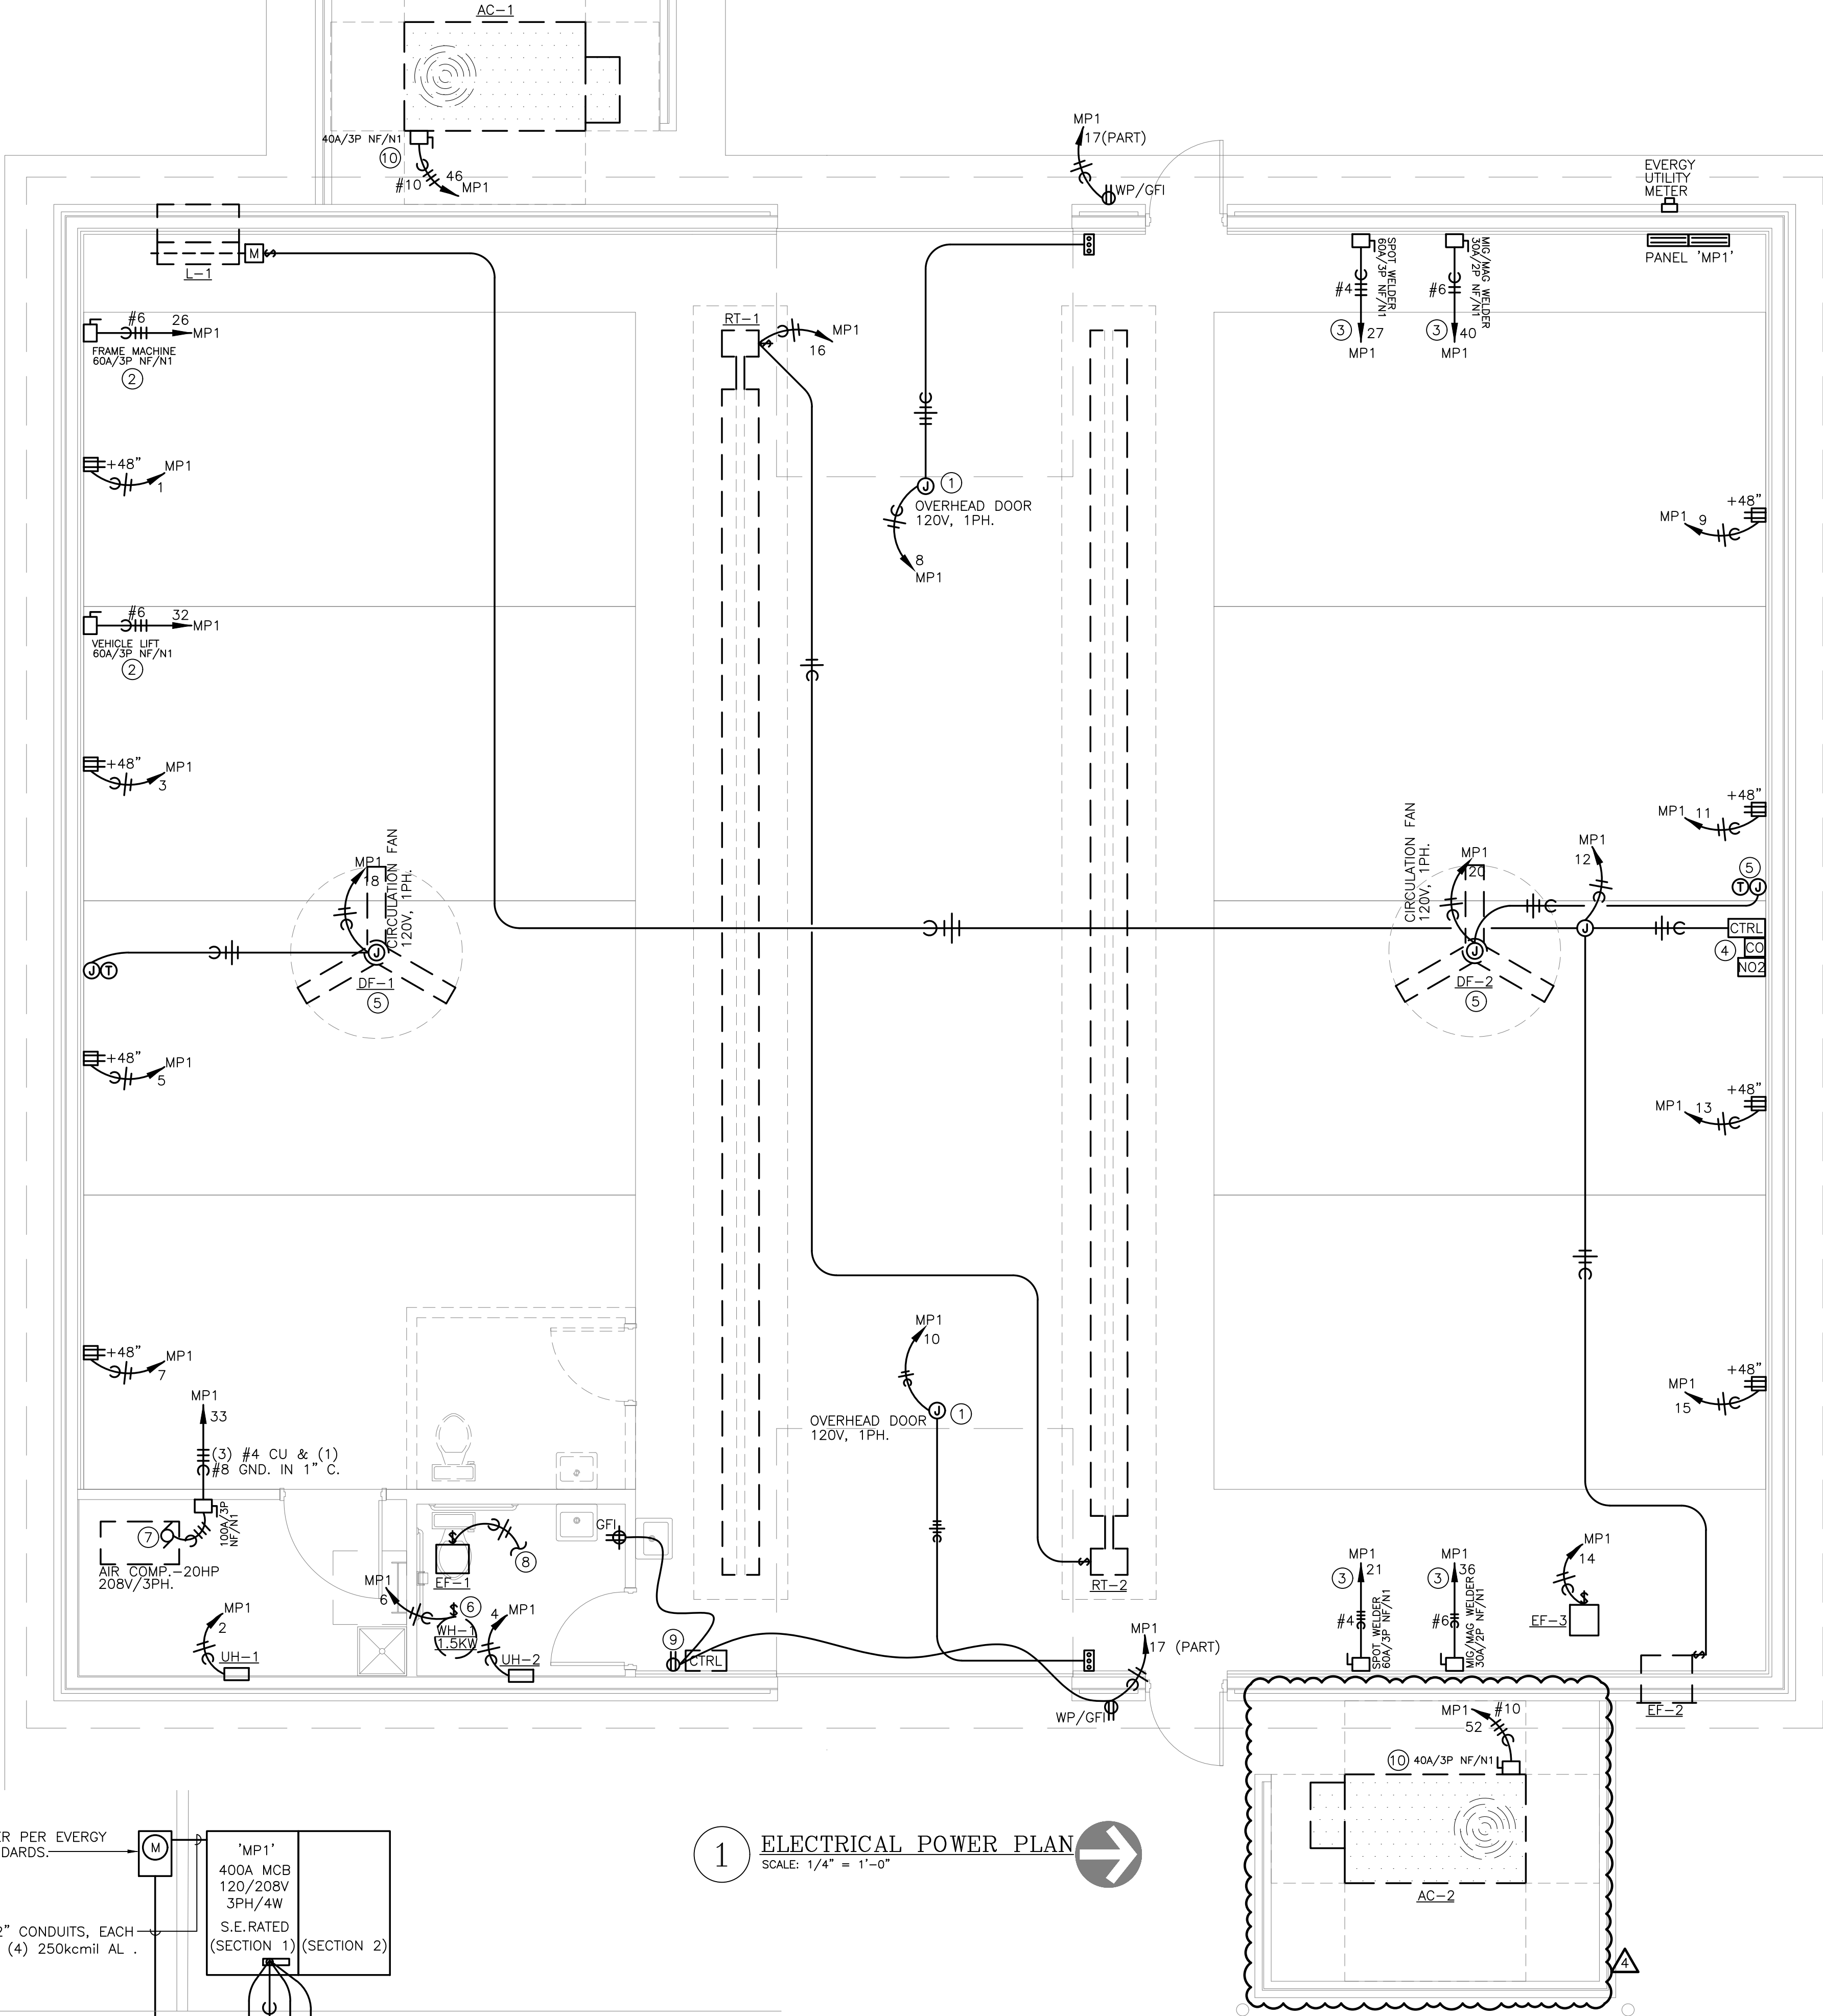 AC-1
40A/3P NF/N1
10
#10
46
MP1
MP1
17(PART)
WP/GFI
EVERGY
UTILITY
METER
PANEL 'MP1'
L-1
M
SPOT WELDER
60A/3P NF/N1
#4
3
27
MP1
MIG/MAG WELDER
30A/2P NF/N1
#6
3
40
MP1
#6
26
MP1
FRAME MACHINE
60A/3P NF/N1
2
RT-1
MP1
16
+48"
MP1
1
J
1
OVERHEAD DOOR
120V, 1PH.
8
MP1
+48"
MP1
9
#6
32
MP1
VEHICLE LIFT
60A/3P NF/N1
2
+48"
MP1
3
+48"
MP1
11
MP1
18
CIRCULATION FAN
120V, 1PH.
J
DF-1
5
J
T
CIRCULATION FAN
120V, 1PH.
MP1
20
J
DF-2
5
MP1
12
J
5
T
J
CTRL
4
CO
NO2
+48"
MP1
5
+48"
MP1
13
+48"
MP1
7
MP1
33
(3) #4 CU & (1)
#8 GND. IN 1" C.
100A/3P
NF/N1
7
AIR COMP.-20HP
208V/3PH.
MP1
10
J
1
OVERHEAD DOOR
120V, 1PH.
+48"
MP1
15
GFI
$
8
EF-1
MP1
6
$
6
WH-1
1.5KW
MP1
2
UH-1
4
MP1
UH-2
9
CTRL
RT-2
MP1
17 (PART)
WP/GFI
MP1
3
21
#4
SPOT WELDER
60A/3P NF/N1
MP1
3
36
#6
MIG/MAG WELDER
30A/2P NF/N1
MP1
14
$
EF-3
EF-2
MP1
#10
52
10
40A/3P NF/N1
AC-2
4
ER PER EVERGY
DARDS.
M
'MP1'
400A MCB
120/208V
3PH/4W
S.E.RATED
(SECTION 1)
(SECTION 2)
2" CONDUITS, EACH
(4) 250kcmil AL .
1
ELECTRICAL POWER PLAN
SCALE: 1/4" = 1'-0"